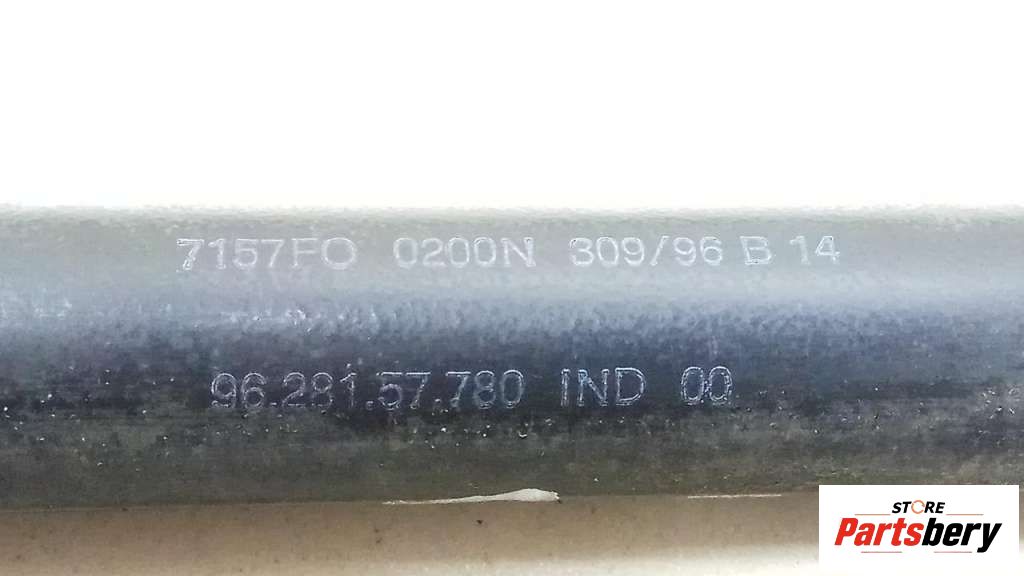 7157FO 0200N 309/96 B 14
96.281.57.780 IND 00
STORE
Partsbery